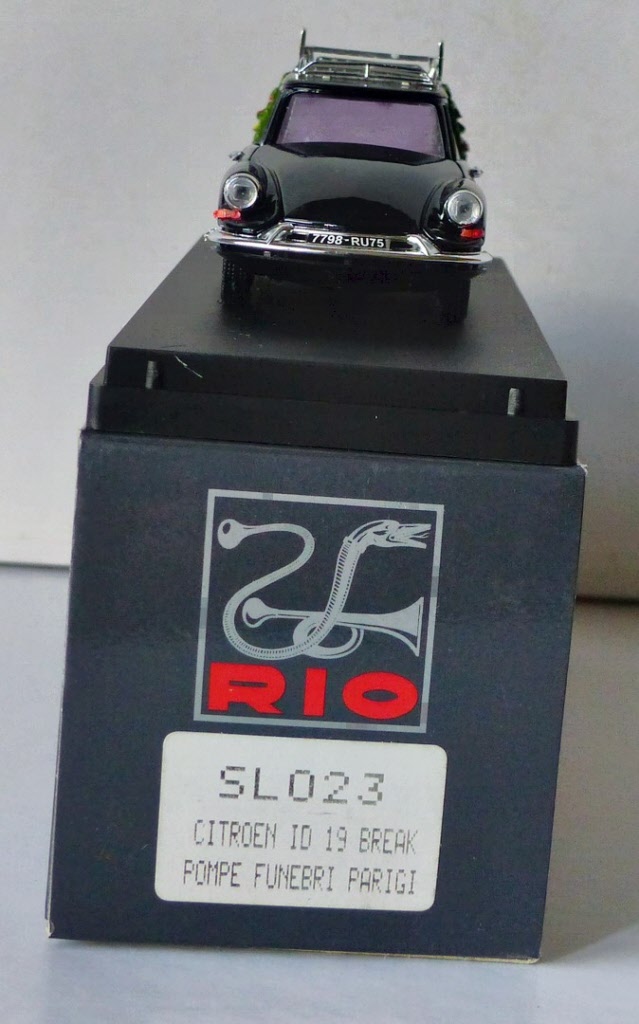 7798-RU75
RIO
SL023
CITROEN ID 19 BREAK
POMPE FUNEBRI PARIGI